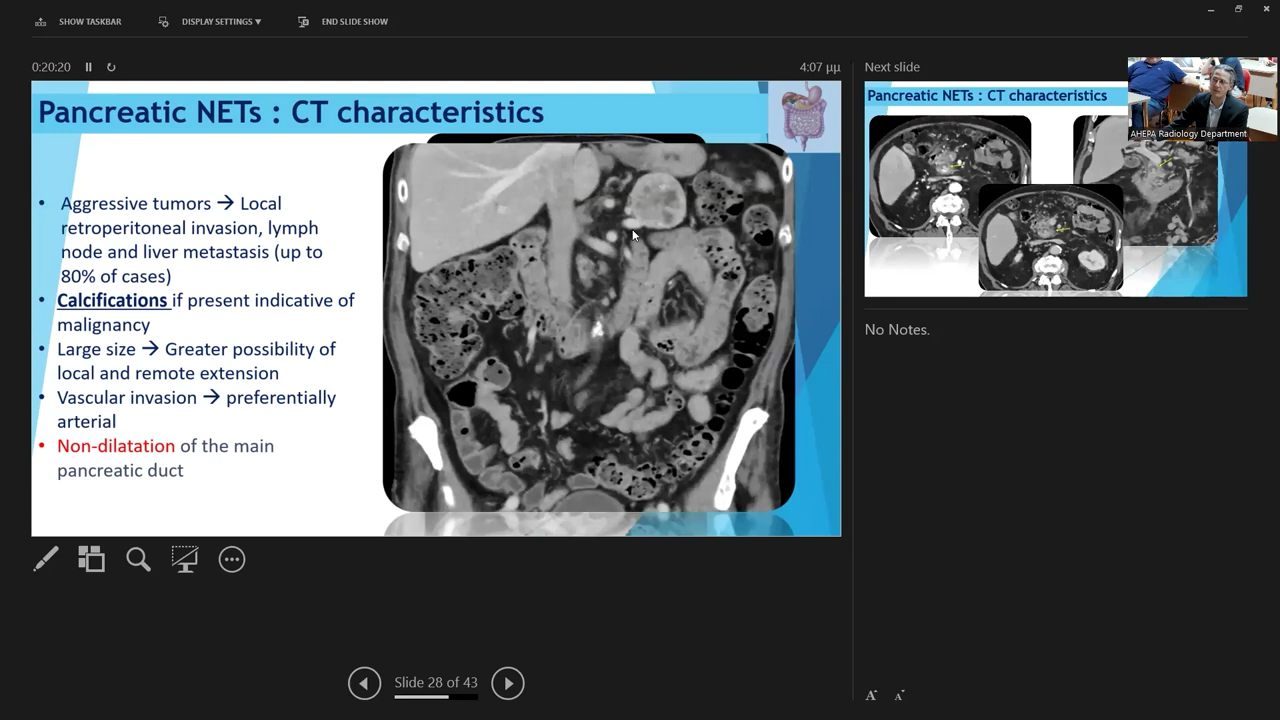 SHOW TASKBAR
DISPLAY SETTINGS ▼
END SLIDE SHOW
0:20:20
4:07 μμ
Next slide
Pancreatic NETs : CT characteristics
• Aggressive tumors → Local
retroperitoneal invasion, lymph
node and liver metastasis (up to
80% of cases)
• Calcifications if present indicative of
malignancy
• Large size → Greater possibility of
local and remote extension
• Vascular invasion → preferentially
arterial
• Non-dilatation of the main
pancreatic duct
Pancreatic NETs : CT characteristics
AHEPA Radiology Department
No Notes.
Slide 28 of 43
A A